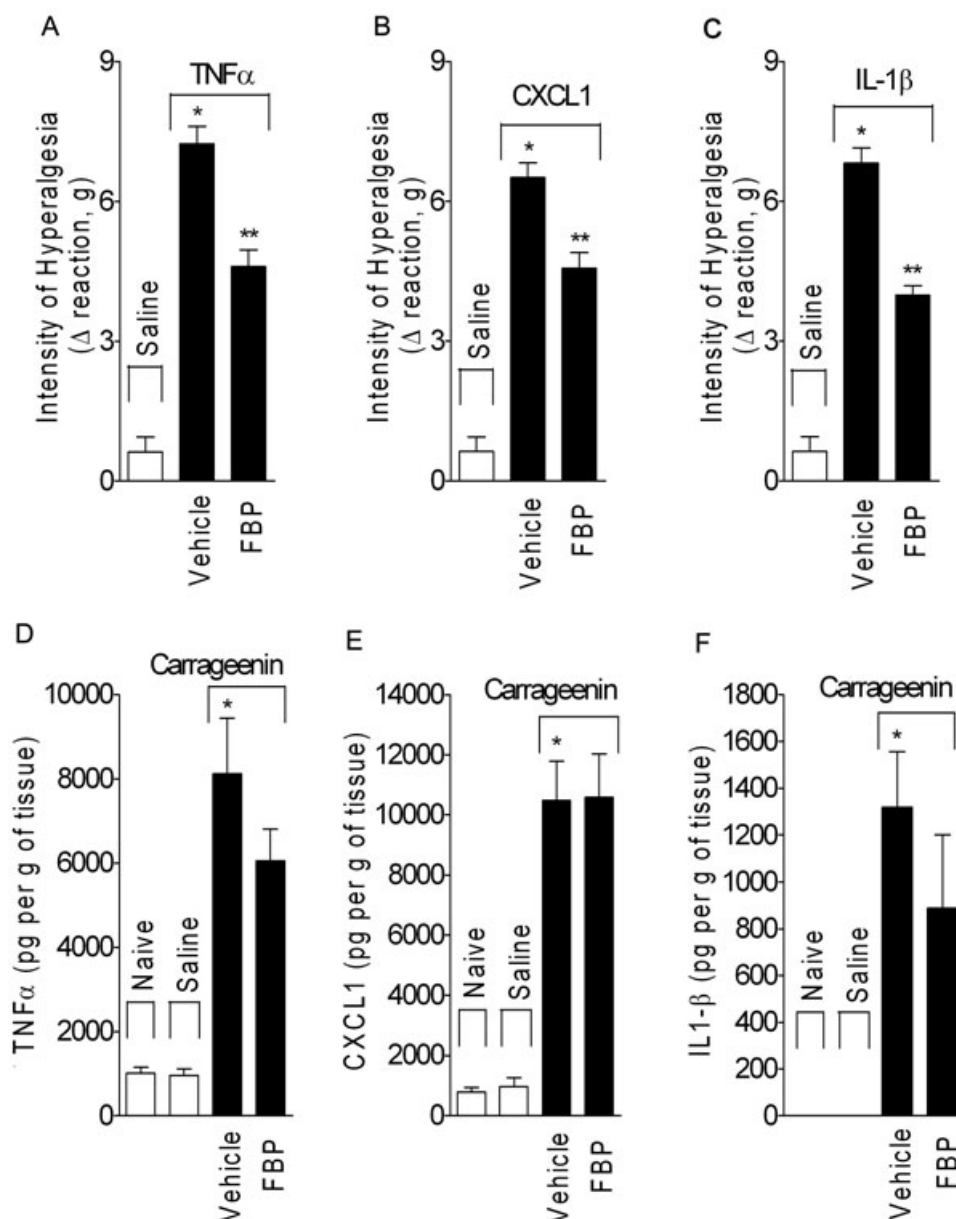 A
Intensity of Hyperalgesia
(Δ reaction, g)
9
6
3
0
TNFα
*
**
Saline
Vehicle
FBP
B
Intensity of Hyperalgesia
(Δ reaction, g)
9
6
3
0
CXCL1
*
**
Saline
Vehicle
FBP
C
Intensity of Hyperalgesia
(Δ reaction, g)
9
6
3
0
IL-1β
*
**
Saline
Vehicle
FBP
D
TNFα (pg per g of tissue)
10000
8000
6000
4000
2000
0
Carrageenin
*
Naive
Saline
Vehicle
FBP
E
CXCL1 (pg per g of tissue)
14000
12000
10000
8000
6000
4000
2000
0
Carrageenin
*
Naive
Saline
Vehicle
FBP
F
IL1-β (pg per g of tissue)
1800
1600
1400
1200
1000
800
600
400
200
0
Carrageenin
*
Naive
Saline
Vehicle
FBP